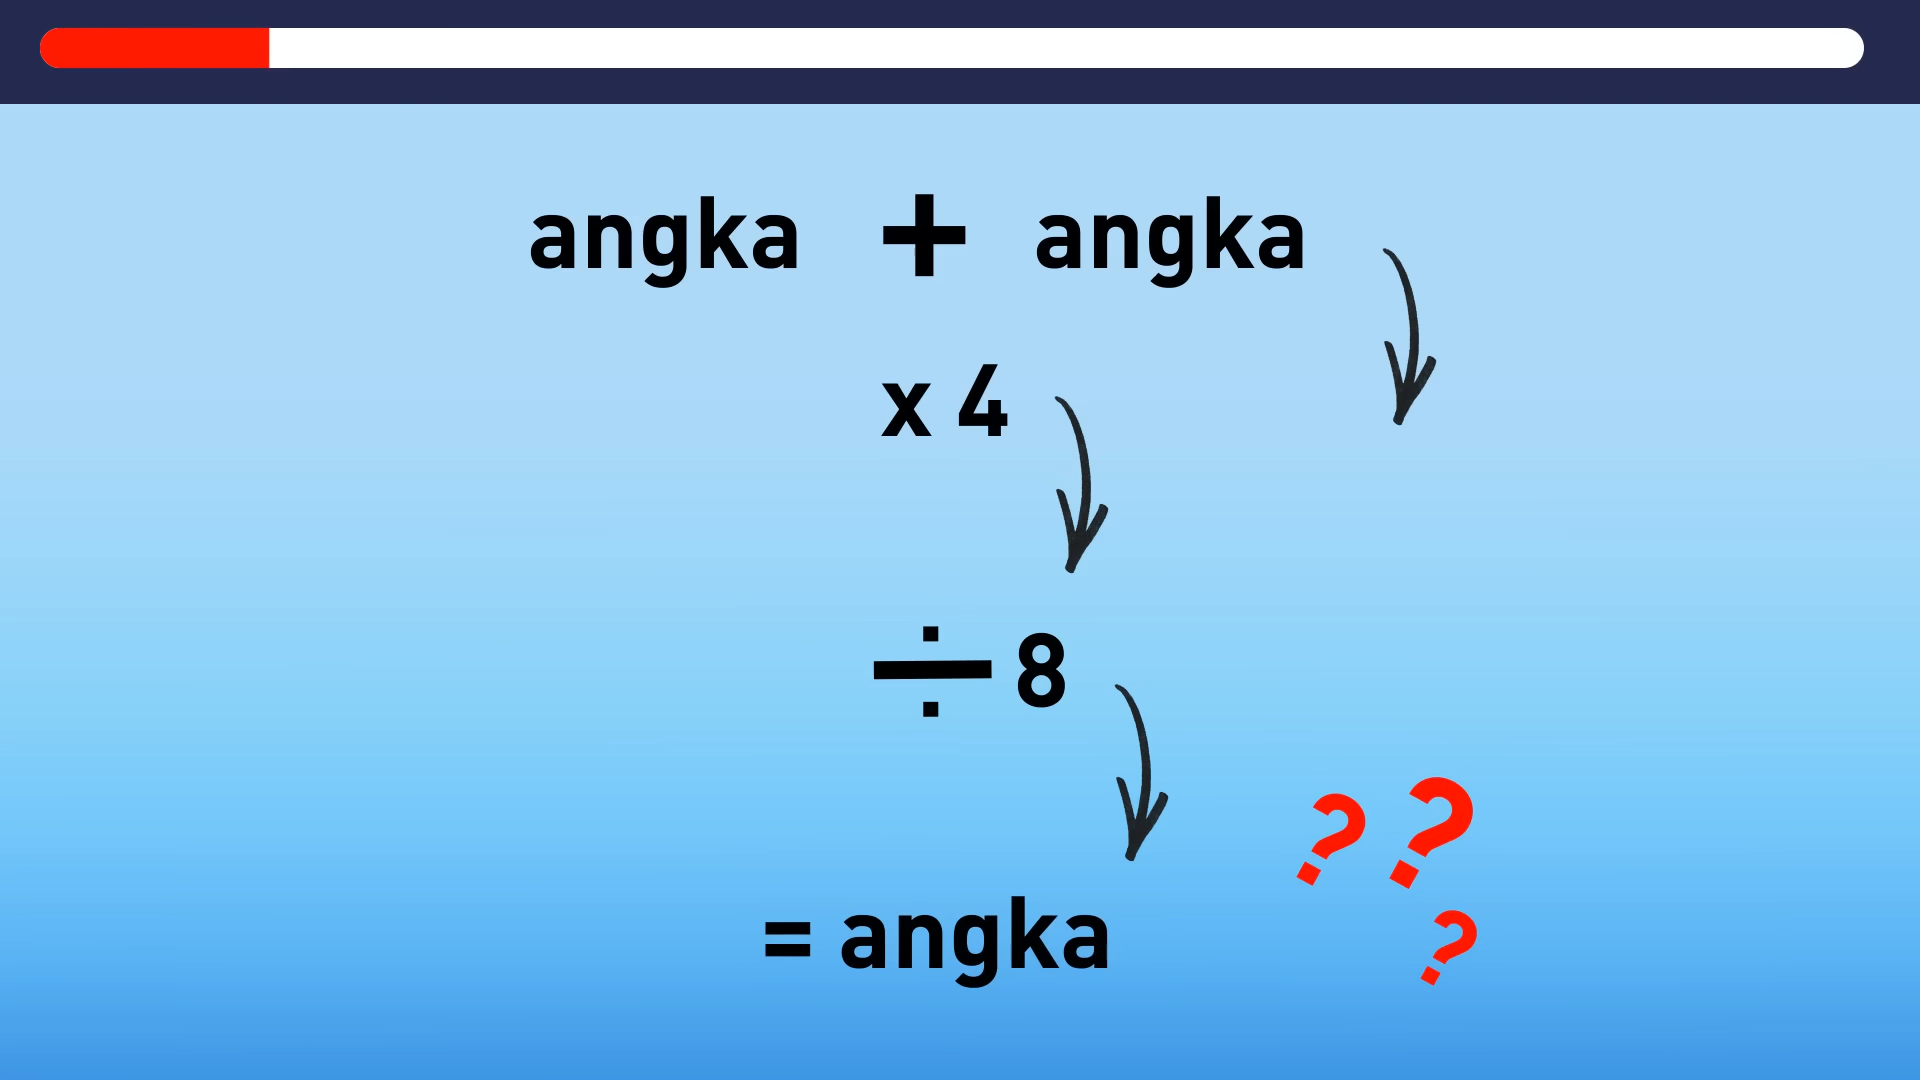 angka + angka
x 4
÷ 8
= angka
? ?
?